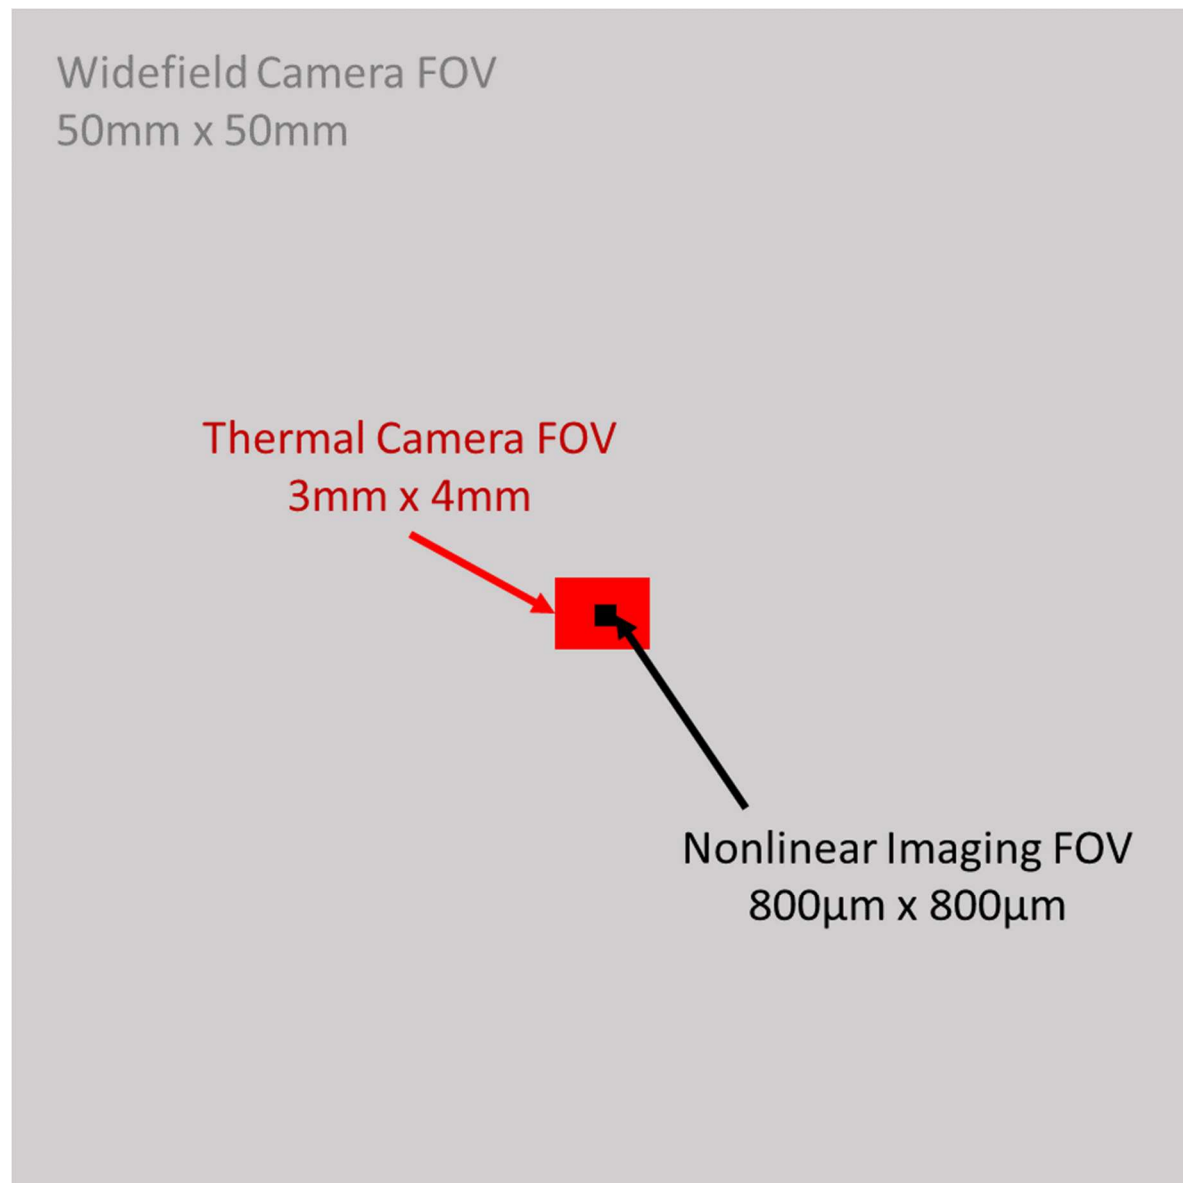 Widefield Camera FOV
50mm x 50mm
Thermal Camera FOV
3mm x 4mm
Nonlinear Imaging FOV
800µm x 800µm